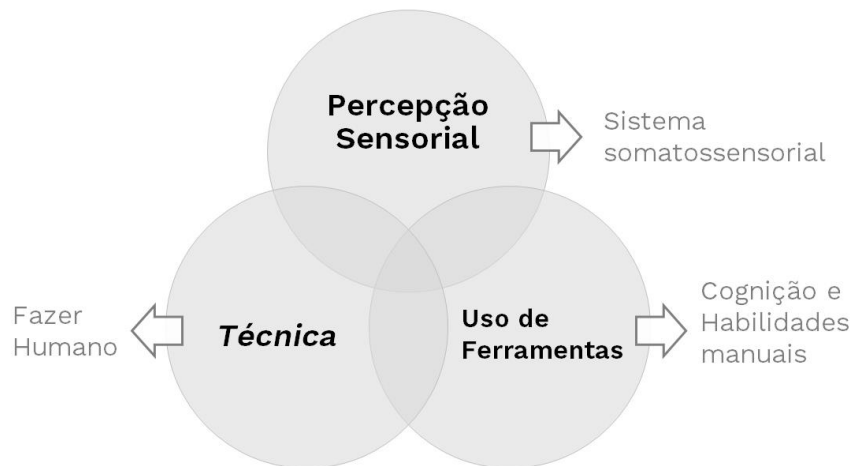 Percepção
Sensorial
Sistema
somatossensorial
Fazer
Humano
Técnica
Uso de
Ferramentas
Cognição e
Habilidades
manuais